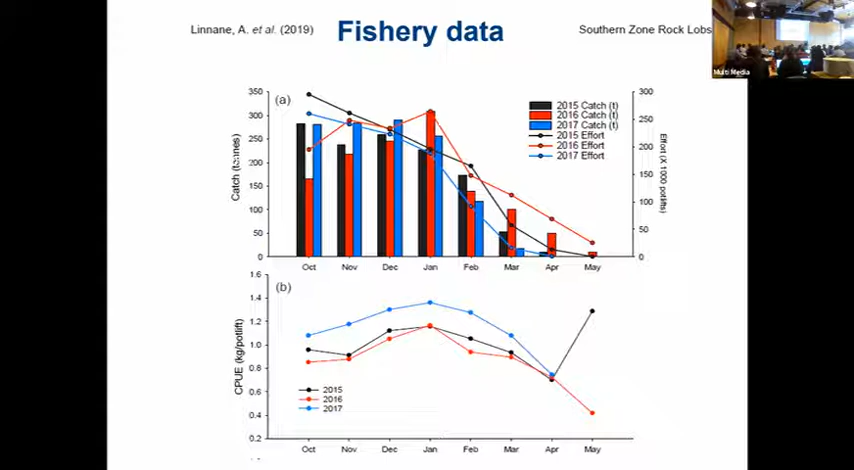 Linnane, A. et al. (2019)
Fishery data
Southern Zone Rock Lobs
Multi Media
(a)
350
300
250
200
150
100
50
0
Catch (tonnes)
300
250
200
150
100
50
0
Effort (X 1000 potlifts)
2015 Catch (t)
2016 Catch (t)
2017 Catch (t)
2015 Effort
2016 Effort
2017 Effort
Oct Nov Dec Jan Feb Mar Apr May
(b)
1.6
1.4
1.2
1.0
0.8
0.6
0.4
0.2
CPUE (kg/potlift)
2015
2016
2017
Oct Nov Dec Jan Feb Mar Apr May